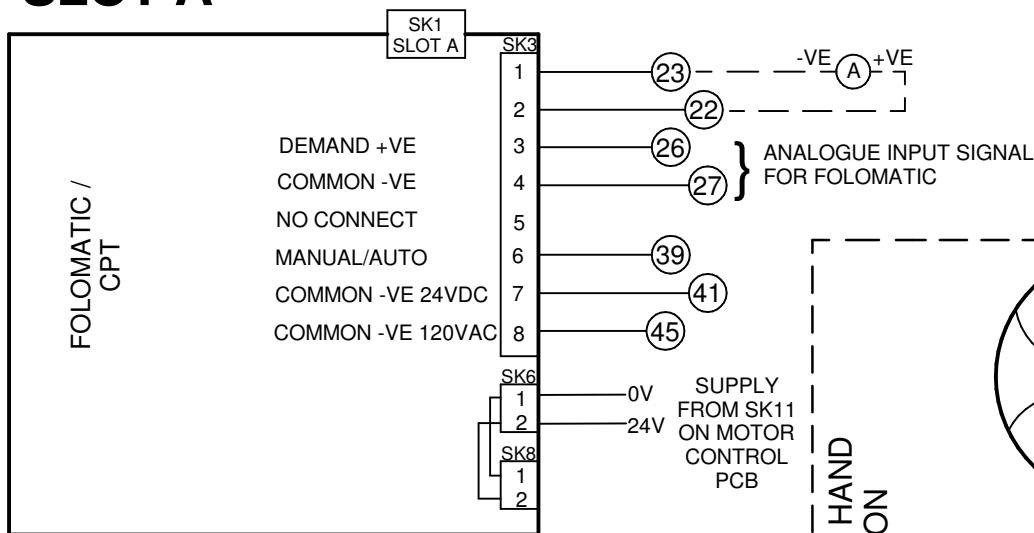 SLOT A
SK1
SLOT A
SK3
1
23
-VE
A
+VE
2
22
DEMAND +VE
3
26
ANALOGUE INPUT SIGNAL
FOR FOLOMATIC
COMMON -VE
4
27
NO CONNECT
5
MANUAL/AUTO
6
39
COMMON -VE 24VDC
7
41
COMMON -VE 120VAC
8
45
FOLOMATIC /
CPT
SK6
1
0V
2
24V
SUPPLY
FROM SK11
ON MOTOR
CONTROL
PCB
SK8
1
2
HAND
ON